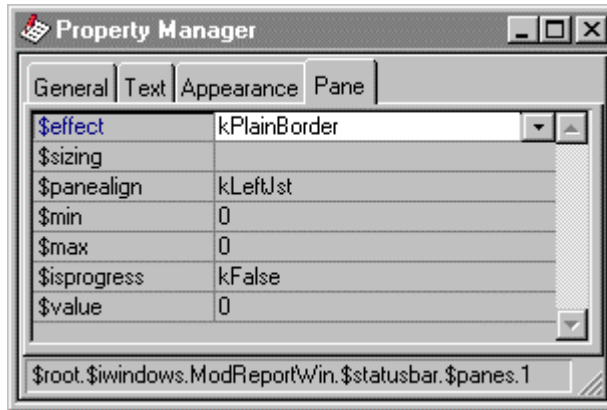 Property Manager
General Text Appearance Pane
$effect kPlainBorder
$sizing
$panealign kLeftJst
$min 0
$max 0
$isprogress kFalse
$value 0
$root.$iwindows.ModReportWin.$statusbar.$panes.1